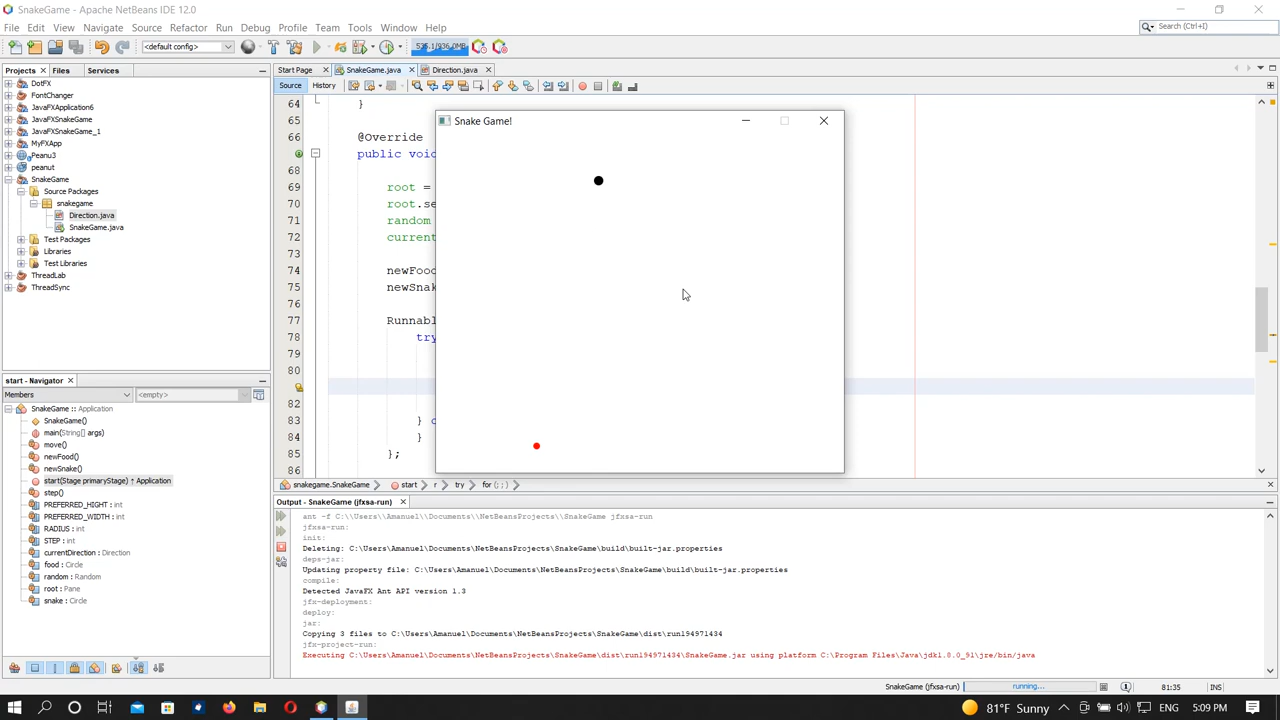 SnakeGame - Apache NetBeans IDE 12.0
File Edit View Navigate Source Refactor Run Debug Profile Team Tools Window Help
Search (Ctrl+I)
<default config>
535.1/936.0MB
Projects Files Services
Start Page SnakeGame.java Direction.java
Source History
DotFX
FontChanger
JavaFXApplication6
JavaFXSnakeGame
JavaFXSnakeGame_1
MyFXApp
Peanu3
peanut
SnakeGame
Source Packages
snakegame
Direction.java
SnakeGame.java
Test Packages
Libraries
Test Libraries
ThreadLab
ThreadSync
64 }
65
66 @Override
public void
68
69 root =
70 root.se
71 random
72 current
73
74 newFood
75 newSnak
76
77 Runnabl
78 try
79
80
82
83 } c
84 }
85 };
86
Snake Game!
snakegame.SnakeGame start r try for (; ; )
start - Navigator
Members <empty>
SnakeGame :: Application
SnakeGame()
main(String[] args)
move()
newFood()
newSnake()
start(Stage primaryStage) ↑ Application
step()
PREFERRED_HIGHT : int
PREFERRED_WIDTH : int
RADIUS : int
STEP : int
currentDirection : Direction
food : Circle
random : Random
root : Pane
snake : Circle
Output - SnakeGame (jfxsa-run)
ant -f C:\\Users\\Amanuel\\Documents\\NetBeansProjects\\SnakeGame jfxsa-run
jfxsa-run:
init:
Deleting: C:\Users\Amanuel\Documents\NetBeansProjects\SnakeGame\build\built-jar.properties
deps-jar:
Updating property file: C:\Users\Amanuel\Documents\NetBeansProjects\SnakeGame\build\built-jar.properties
compile:
Detected JavaFX Ant API version 1.3
jfx-deployment:
deploy:
jar:
Copying 3 files to C:\Users\Amanuel\Documents\NetBeansProjects\SnakeGame\dist\run194971434
jfx-project-run:
Executing C:\Users\Amanuel\Documents\NetBeansProjects\SnakeGame\dist\run194971434\SnakeGame.jar using platform C:\Program Files\Java\jdk1.8.0_91\jre/bin/java
SnakeGame (jfxsa-run) running... 81:35 INS
81°F Sunny ENG 5:09 PM